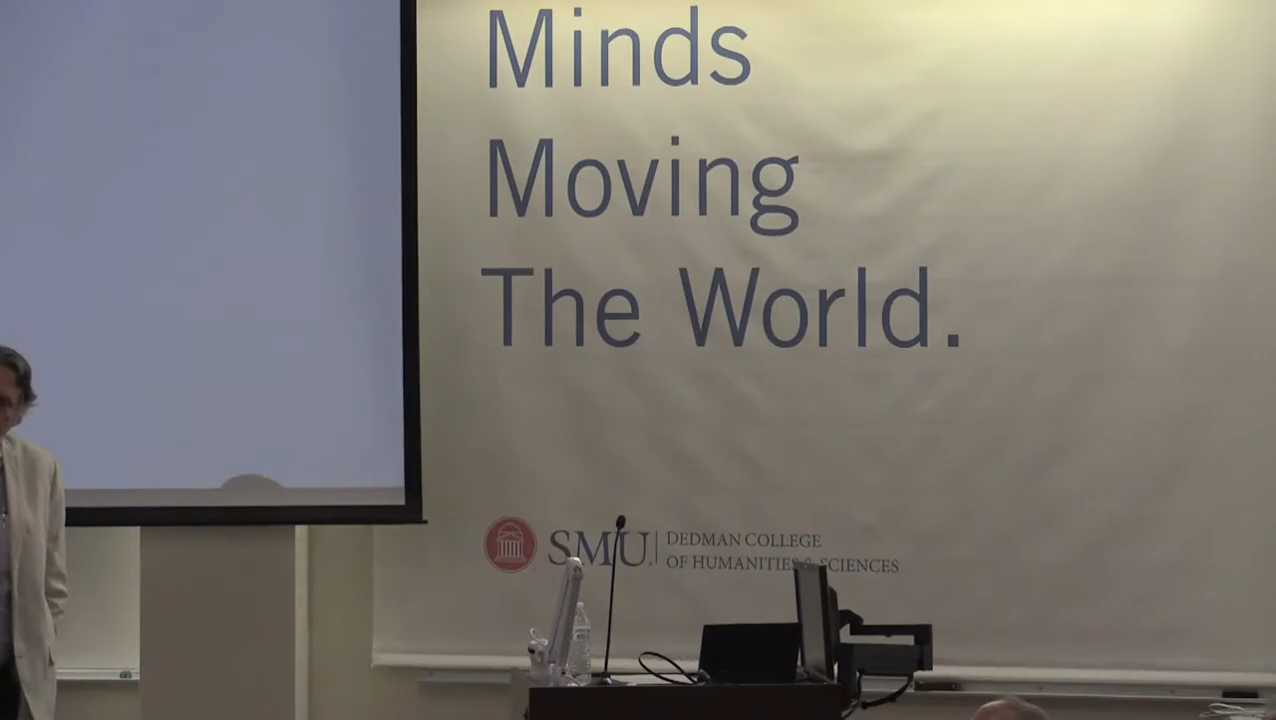 Minds
Moving
The World.
SMU.
DEDMAN COLLEGE
OF HUMANITIES & SCIENCES